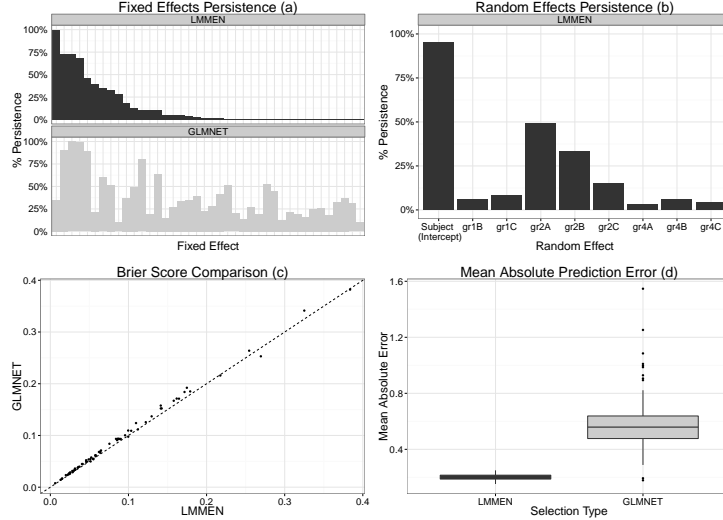 Fixed Effects Persistence (a)
LMMEN
100%
75%
50%
25%
0%
GLMNET
100%
75%
50%
25%
0%
% Persistence
Fixed Effect
Random Effects Persistence (b)
LMMEN
100%
75%
50%
25%
0%
% Persistence
Subject (Intercept)
gr1B gr1C gr2A gr2B gr2C gr4A gr4B gr4C
Random Effect
Brier Score Comparison (c)
0.4
0.3
0.2
0.1
0.0
GLMNET
0.0 0.1 0.2 0.3 0.4
LMMEN
Mean Absolute Prediction Error (d)
1.6
1.2
0.8
0.4
Mean Absolute Error
LMMEN GLMNET
Selection Type